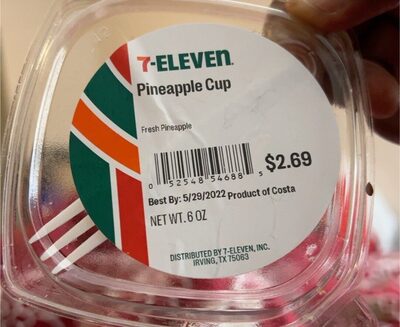 7-ELEVEN.
Pineapple Cup
Fresh Pineapple
$2.69
0 52548 54688 5
Best By: 5/29/2022 Product of Costa
NET WT. 6 OZ
DISTRIBUTED BY 7-ELEVEN, INC.
IRVING, TX 75063